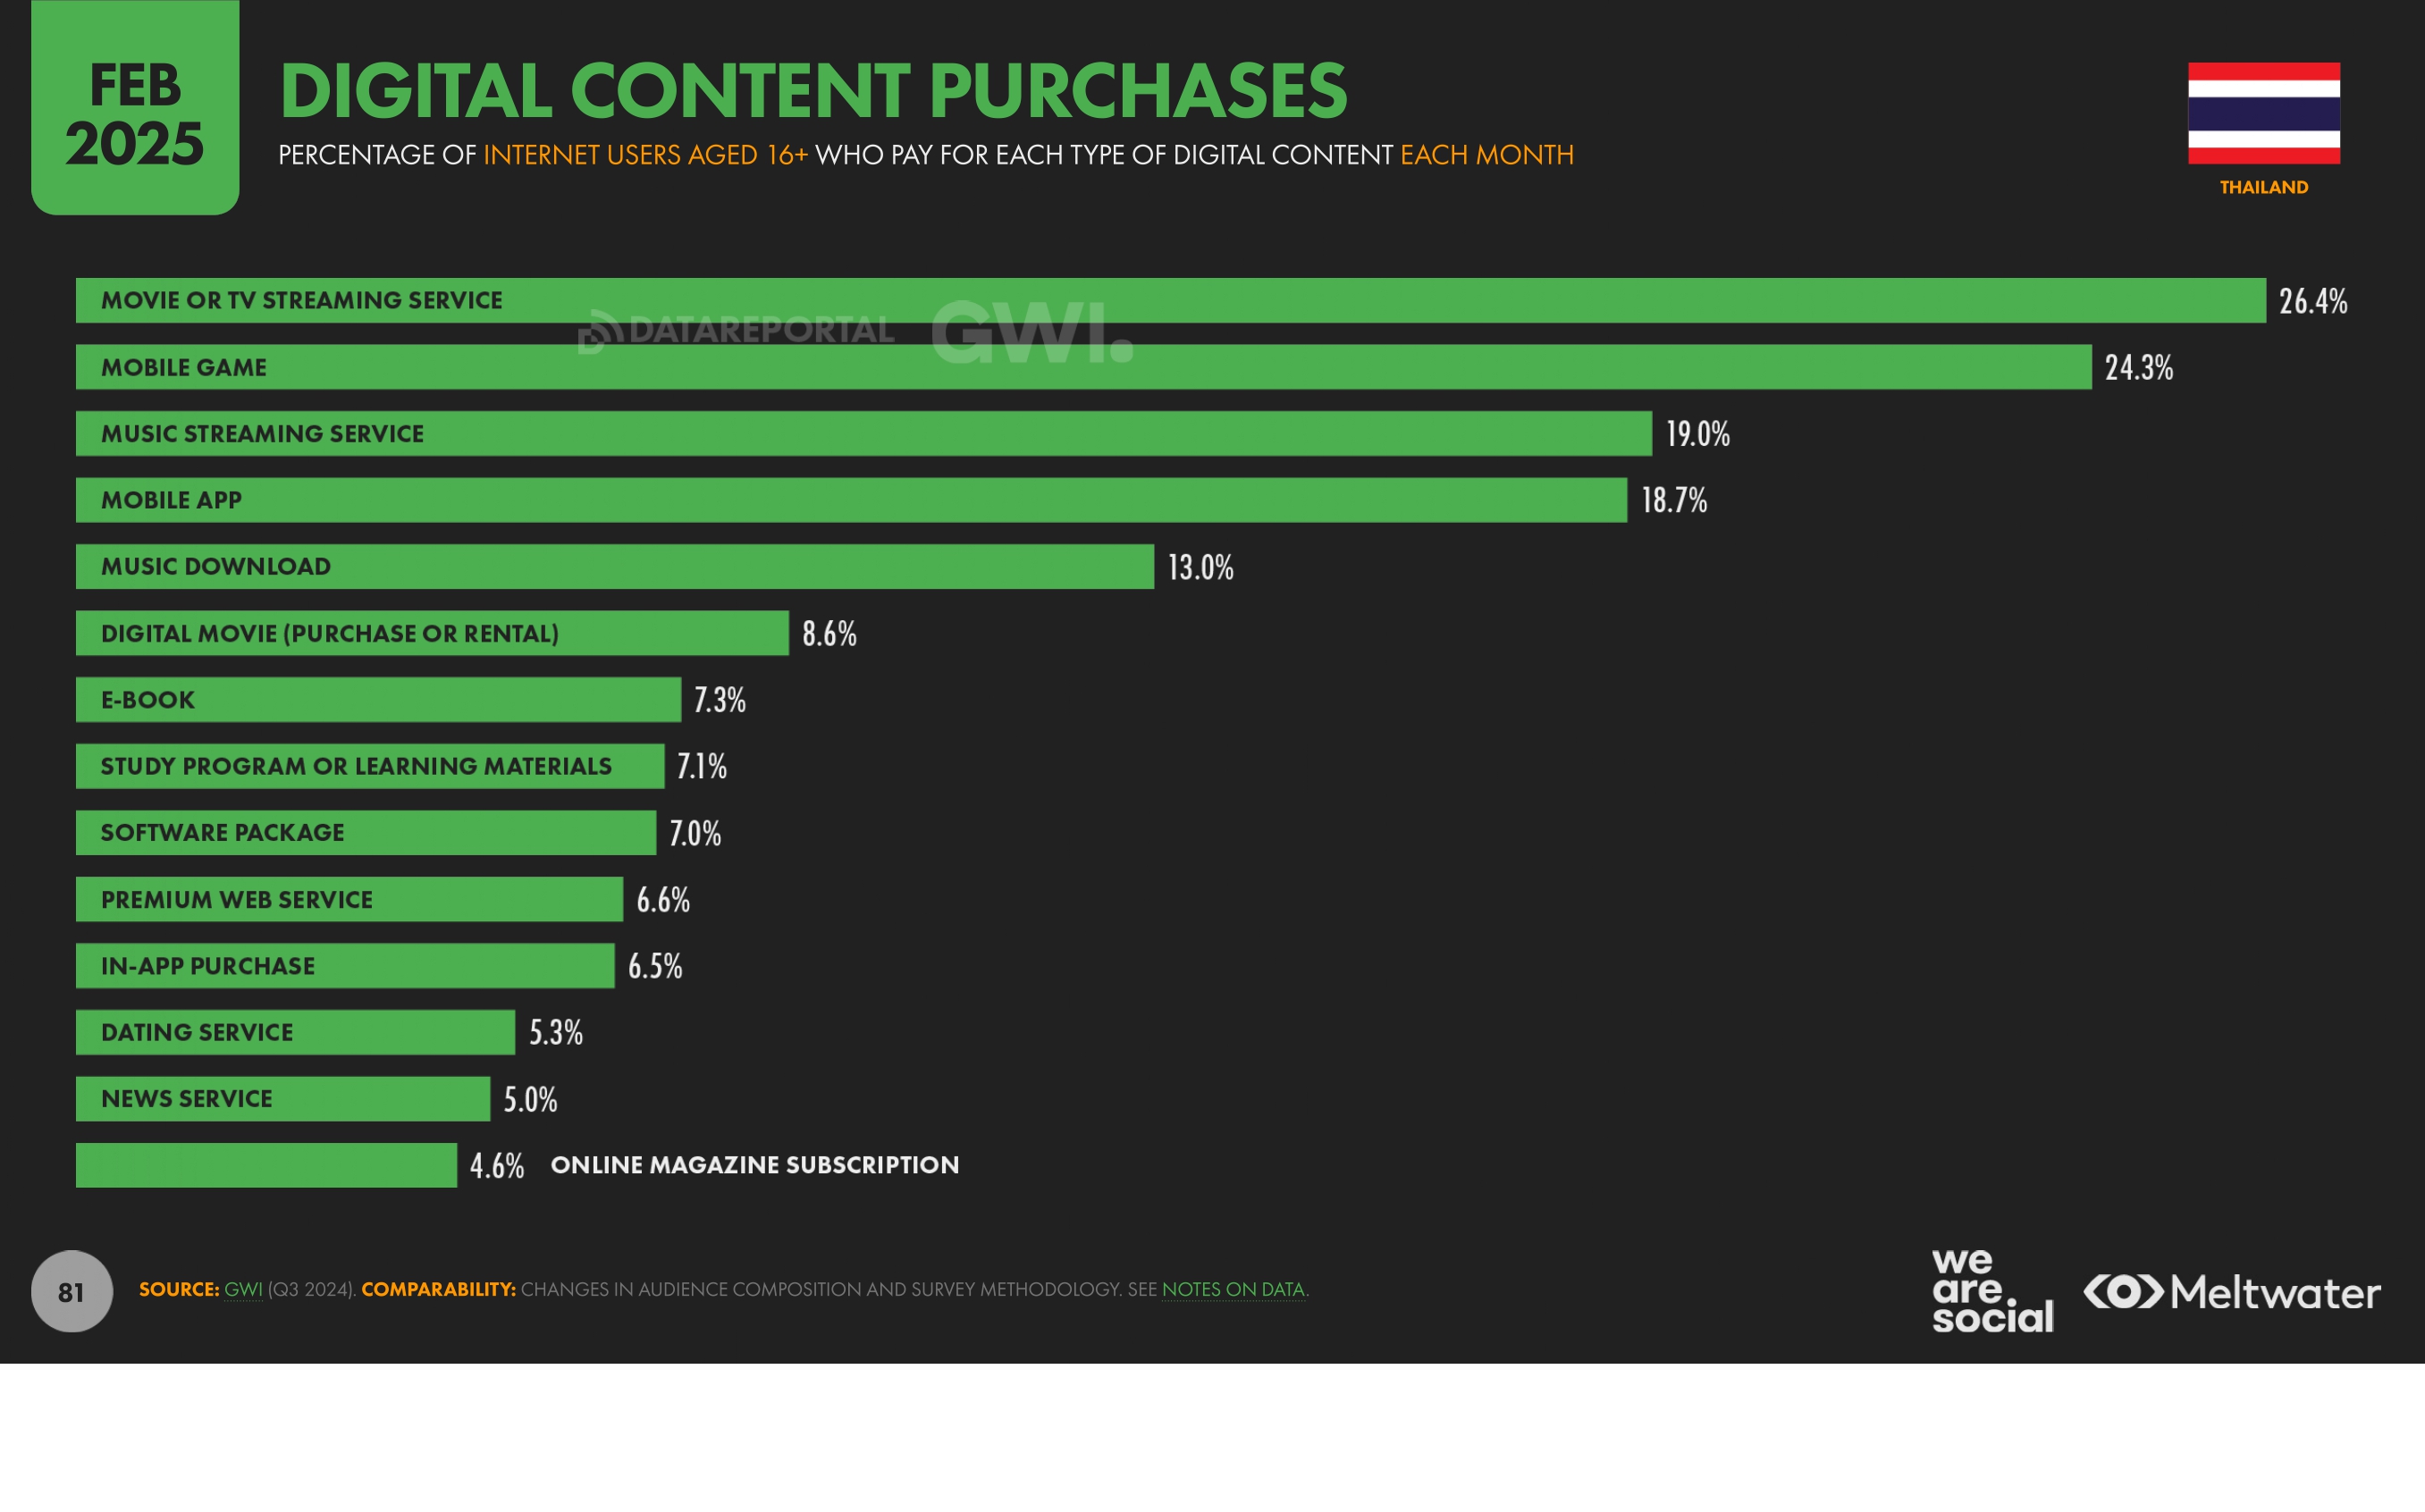 FEB
2025
DIGITAL CONTENT PURCHASES
PERCENTAGE OF INTERNET USERS AGED 16+ WHO PAY FOR EACH TYPE OF DIGITAL CONTENT EACH MONTH
THAILAND
MOVIE OR TV STREAMING SERVICE 26.4%
DATAREPORTAL GWI.
MOBILE GAME 24.3%
MUSIC STREAMING SERVICE 19.0%
MOBILE APP 18.7%
MUSIC DOWNLOAD 13.0%
DIGITAL MOVIE (PURCHASE OR RENTAL) 8.6%
E-BOOK 7.3%
STUDY PROGRAM OR LEARNING MATERIALS 7.1%
SOFTWARE PACKAGE 7.0%
PREMIUM WEB SERVICE 6.6%
IN-APP PURCHASE 6.5%
DATING SERVICE 5.3%
NEWS SERVICE 5.0%
4.6% ONLINE MAGAZINE SUBSCRIPTION
81
SOURCE: GWI (Q3 2024). COMPARABILITY: CHANGES IN AUDIENCE COMPOSITION AND SURVEY METHODOLOGY. SEE NOTES ON DATA.
we
are
social
Meltwater